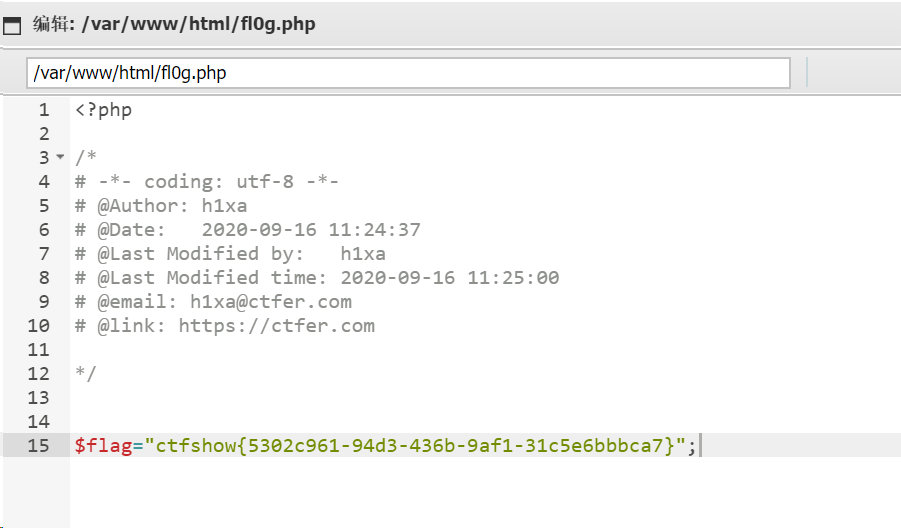 编辑: /var/www/html/fl0g.php
/var/www/html/fl0g.php
1 <?php
2
3 /*
4 # -*- coding: utf-8 -*-
5 # @Author: h1xa
6 # @Date:   2020-09-16 11:24:37
7 # @Last Modified by:   h1xa
8 # @Last Modified time: 2020-09-16 11:25:00
9 # @email: h1xa@ctfer.com
10 # @link: https://ctfer.com
11
12 */
13
14
15 $flag="ctfshow{5302c961-94d3-436b-9af1-31c5e6bbbca7}";